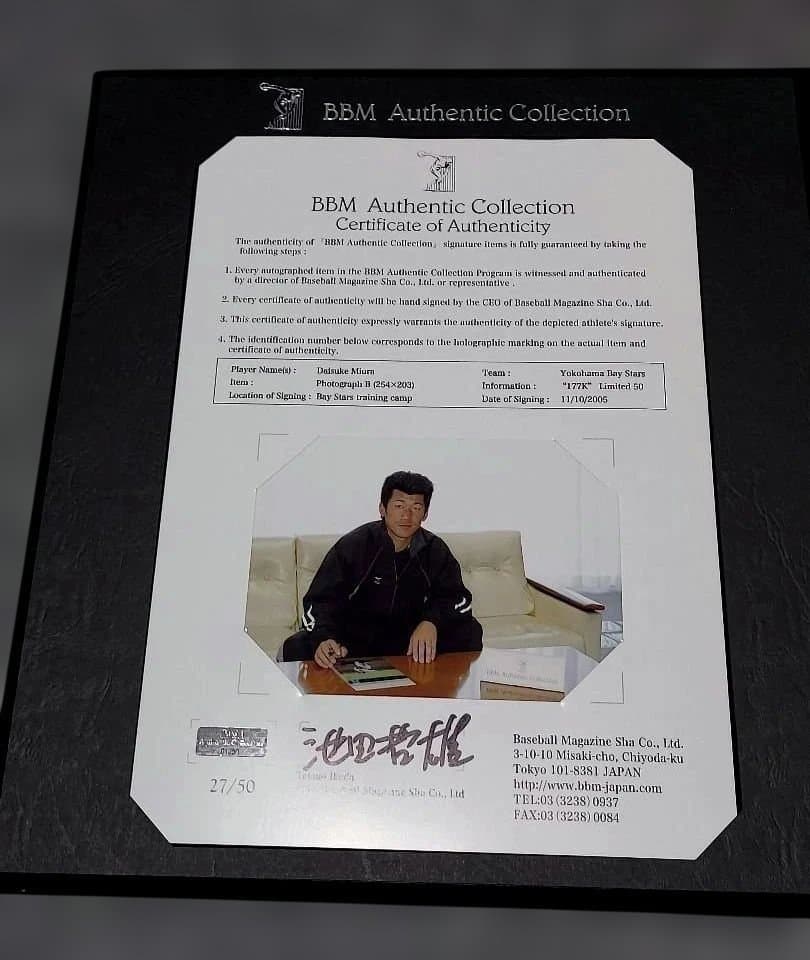 BBM Authentic Collection
BBM Authentic Collection
Certificate of Authenticity
The authenticity of 「BBM Authentic Collection」 signature items is fully guaranteed by taking the
following steps :
1. Every autographed item in the BBM Authentic Collection Program is witnessed and authenticated
by a director of Baseball Magazine Sha Co., Ltd. or representative .
2. Every certificate of authenticity will be hand signed by the CEO of Baseball Magazine Sha Co., Ltd.
3. This certificate of authenticity expressly warrants the authenticity of the depicted athlete's signature.
4. The identification number below corresponds to the holographic marking on the actual item and
certificate of authenticity.
Player Name(s) : Daisuke Miura Team : Yokohama Bay Stars
Item : Photograph B (254×203) Information : "177K" Limited 50
Location of Signing : Bay Stars training camp Date of Signing : 11/10/2005
BBM Authentic Collection
池田哲雄
27/50
Magazine Sha Co., Ltd
Baseball Magazine Sha Co., Ltd.
3-10-10 Misaki-cho, Chiyoda-ku
Tokyo 101-8381 JAPAN
http://www.bbm-japan.com
TEL:03 (3238) 0937
FAX:03 (3238) 0084